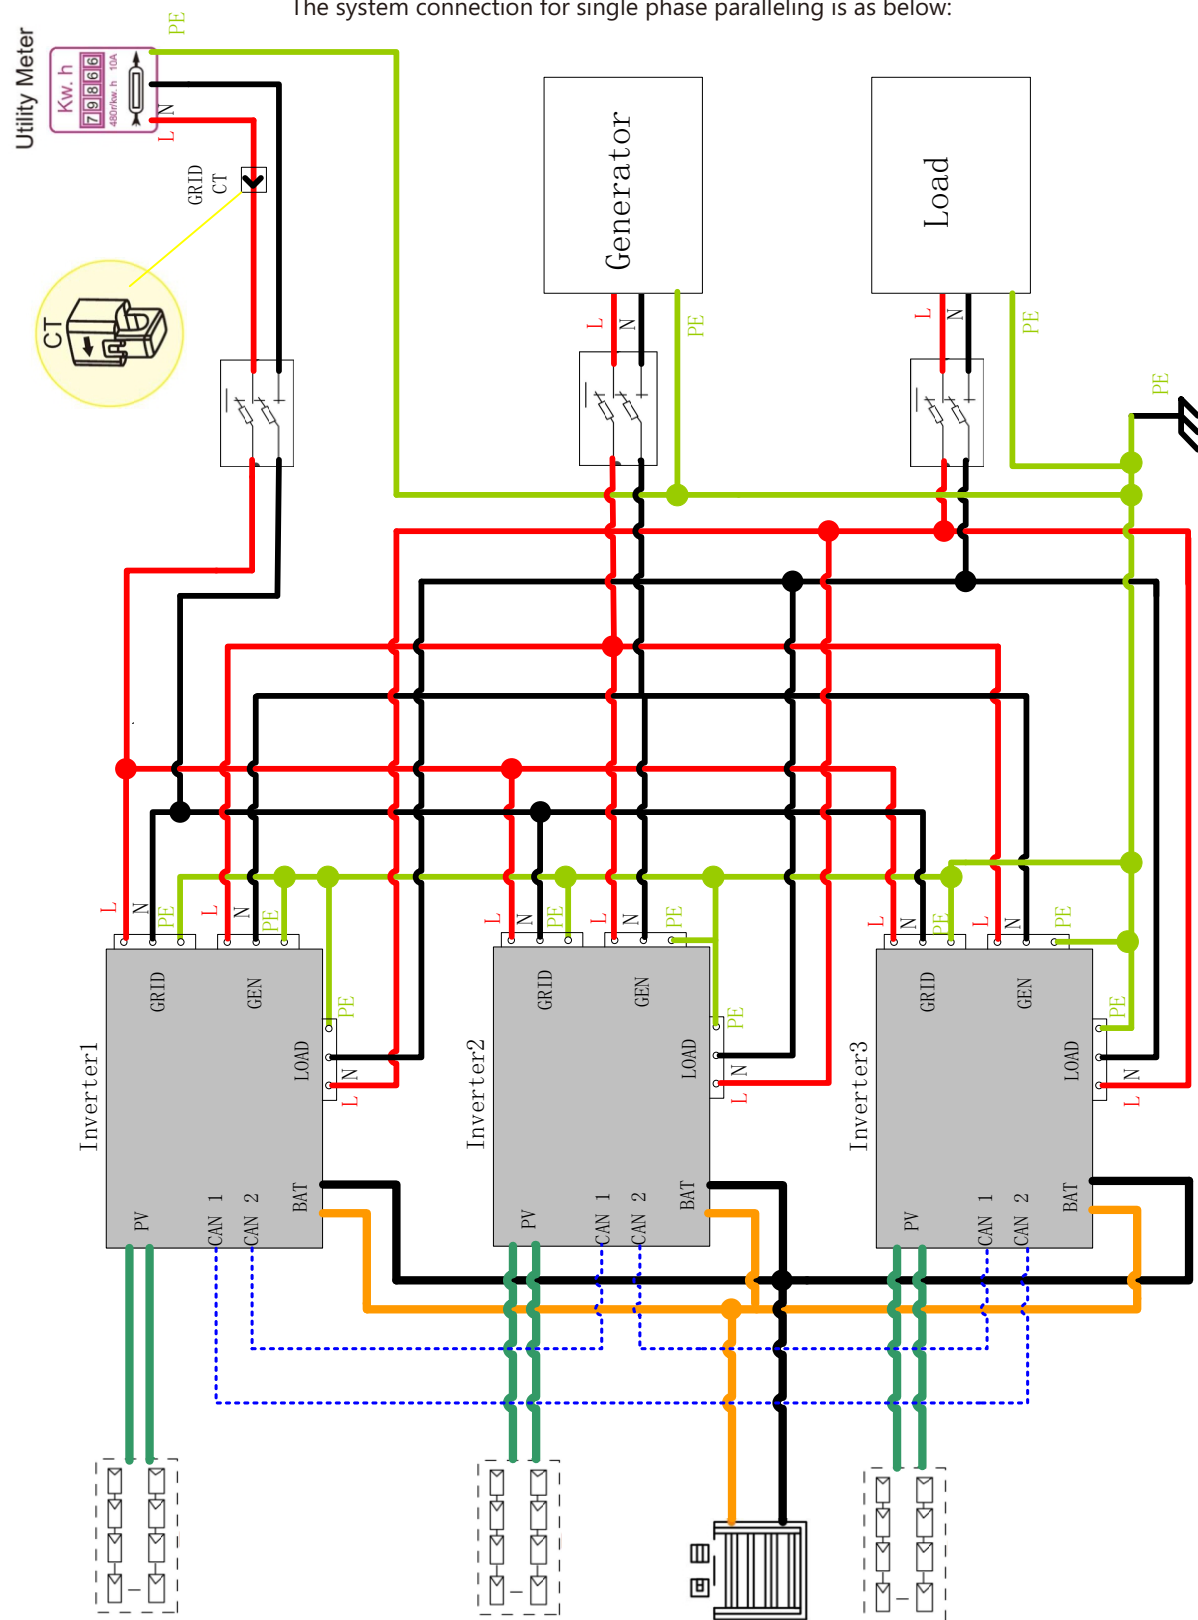 The system connection for single phase paralleling is as below:
Utility Meter
Kw. h
79866
480r/kw. h 10A
PE
N
L
GRID
CT
CT
Generator
L
N
PE
Load
L
N
PE
PE
L
N
PE
L
N
PE
L
N
PE
L
N
PE
L
N
PE
L
N
PE
Inverter1
GRID
GEN
LOAD
PE
N
L
PV
CAN 1
CAN 2
BAT
Inverter2
GRID
GEN
LOAD
PE
N
L
PV
CAN 1
CAN 2
BAT
Inverter3
GRID
GEN
LOAD
PE
N
L
PV
CAN 1
CAN 2
BAT